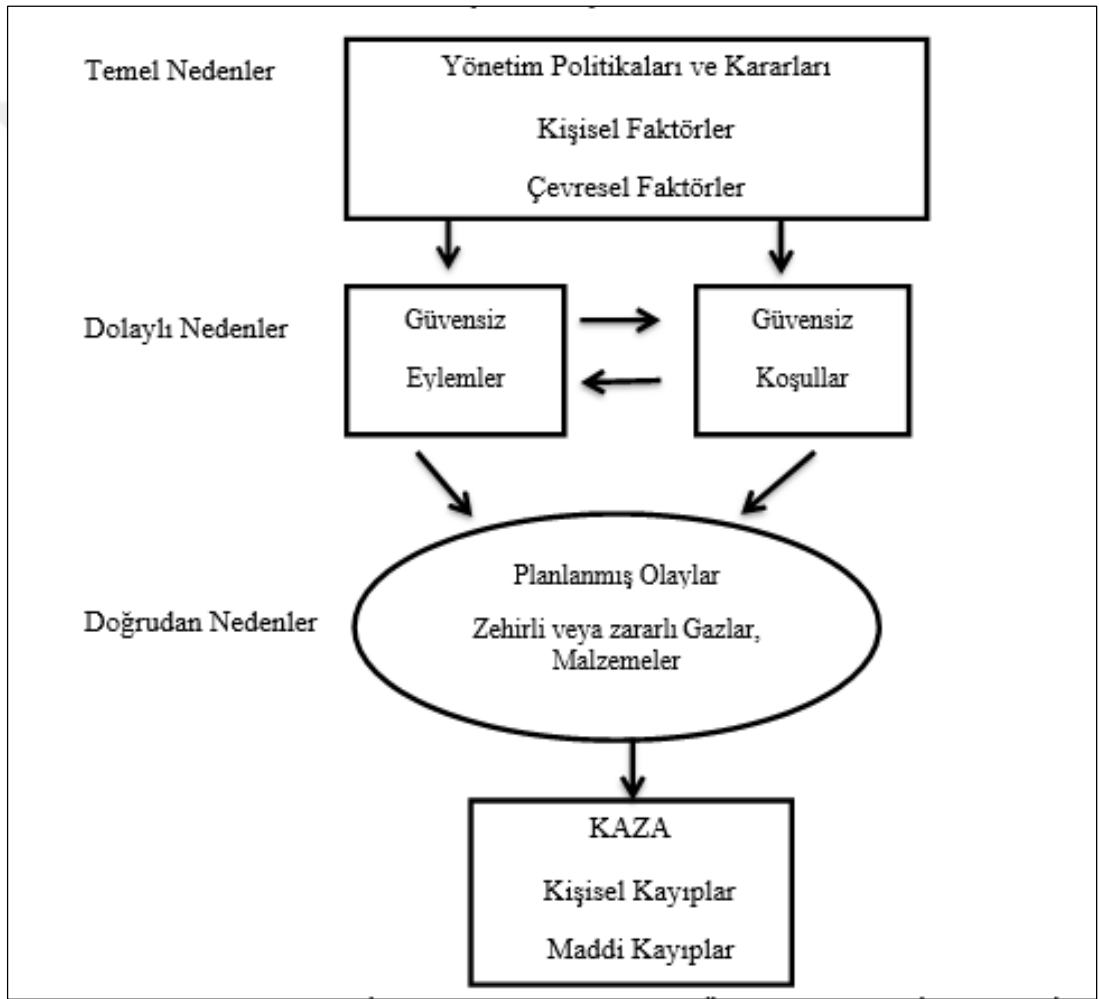 Temel Nedenler
Yönetim Politikaları ve Kararları
Kişisel Faktörler
Çevresel Faktörler
Dolaylı Nedenler
Güvensiz
Eylemler
Güvensiz
Koşullar
Doğrudan Nedenler
Planlanmış Olaylar
Zehirli veya zararlı Gazlar,
Malzemeler
KAZA
Kişisel Kayıplar
Maddi Kayıplar